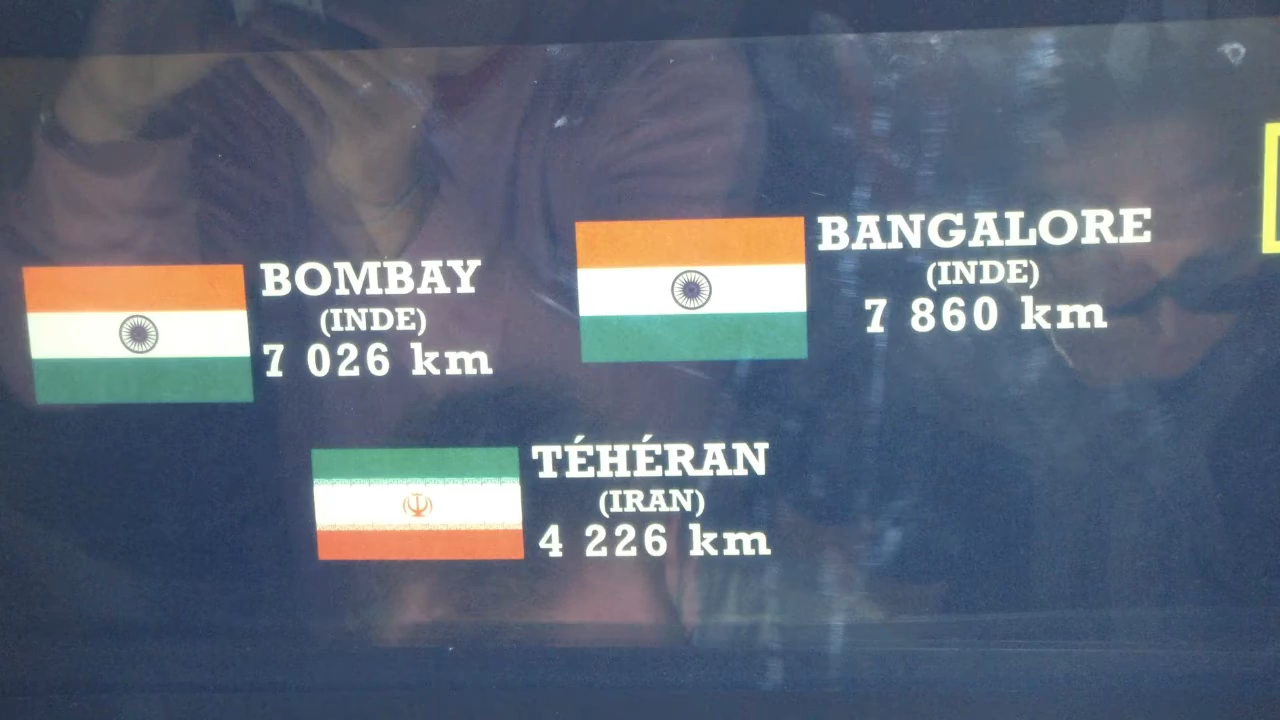 BOMBAY
(INDE)
7 026 km
BANGALORE
(INDE)
7 860 km
TÉHÉRAN
(IRAN)
4 226 km